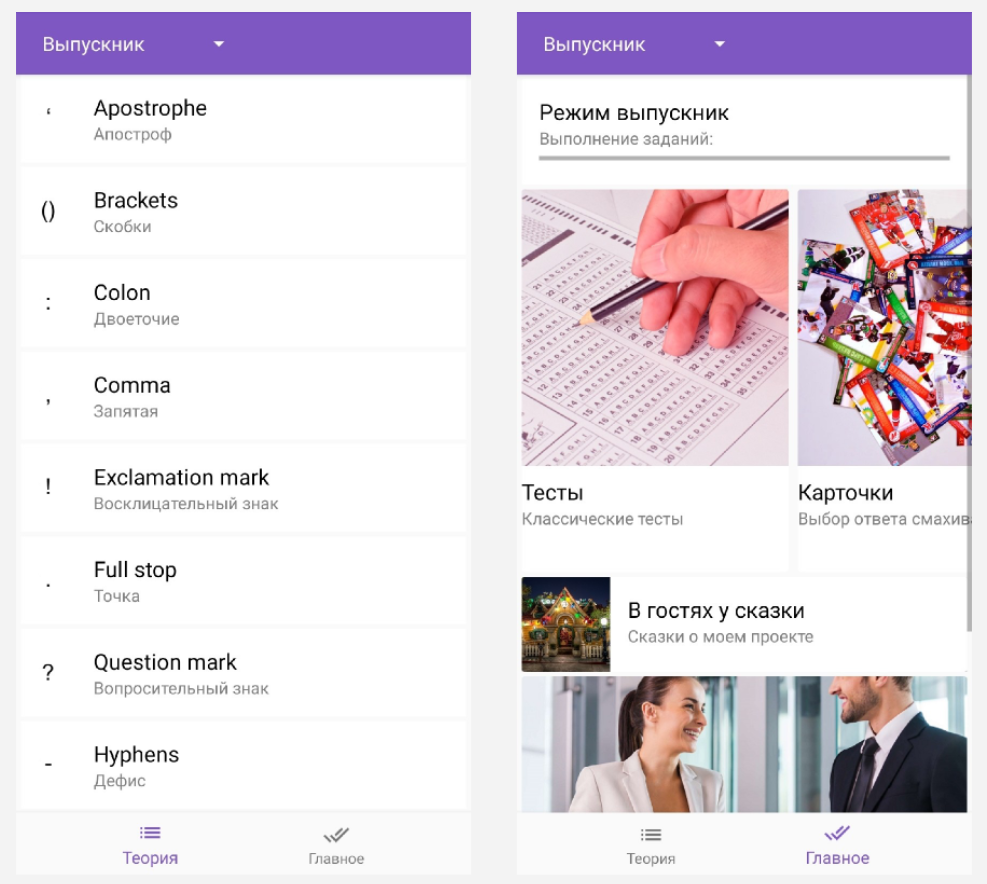 Выпускник
‘
Apostrophe
Апостроф
()
Brackets
Скобки
:
Colon
Двоеточие
,
Comma
Запятая
!
Exclamation mark
Восклицательный знак
.
Full stop
Точка
?
Question mark
Вопросительный знак
-
Hyphens
Дефис
Теория
Главное
Выпускник
Режим выпускник
Выполнение заданий:
Тесты
Классические тесты
Карточки
Выбор ответа смахива
В гостях у сказки
Сказки о моем проекте
Теория
Главное